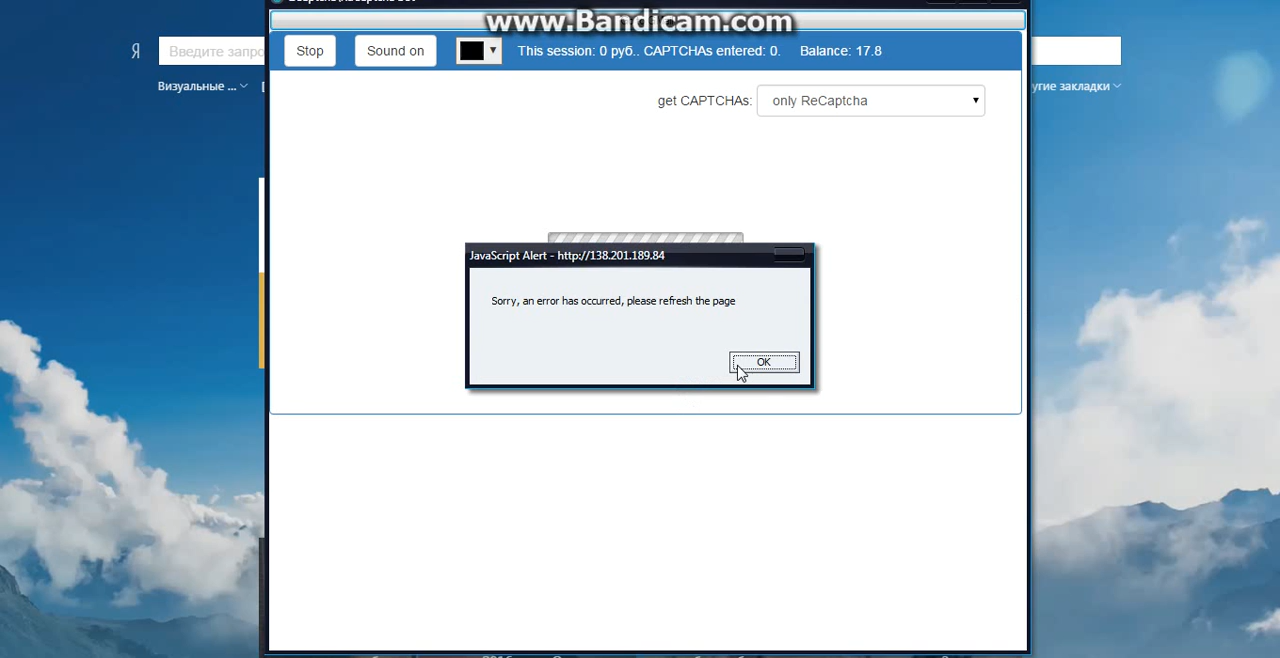 www.Bandicam.com
Я
Введите запро
Stop
Sound on
This session: 0 руб.. CAPTCHAs entered: 0.
Balance: 17.8
Визуальные ...
угие закладки
get CAPTCHAs:
only ReCaptcha
JavaScript Alert - http://138.201.189.84
Sorry, an error has occurred, please refresh the page
OK